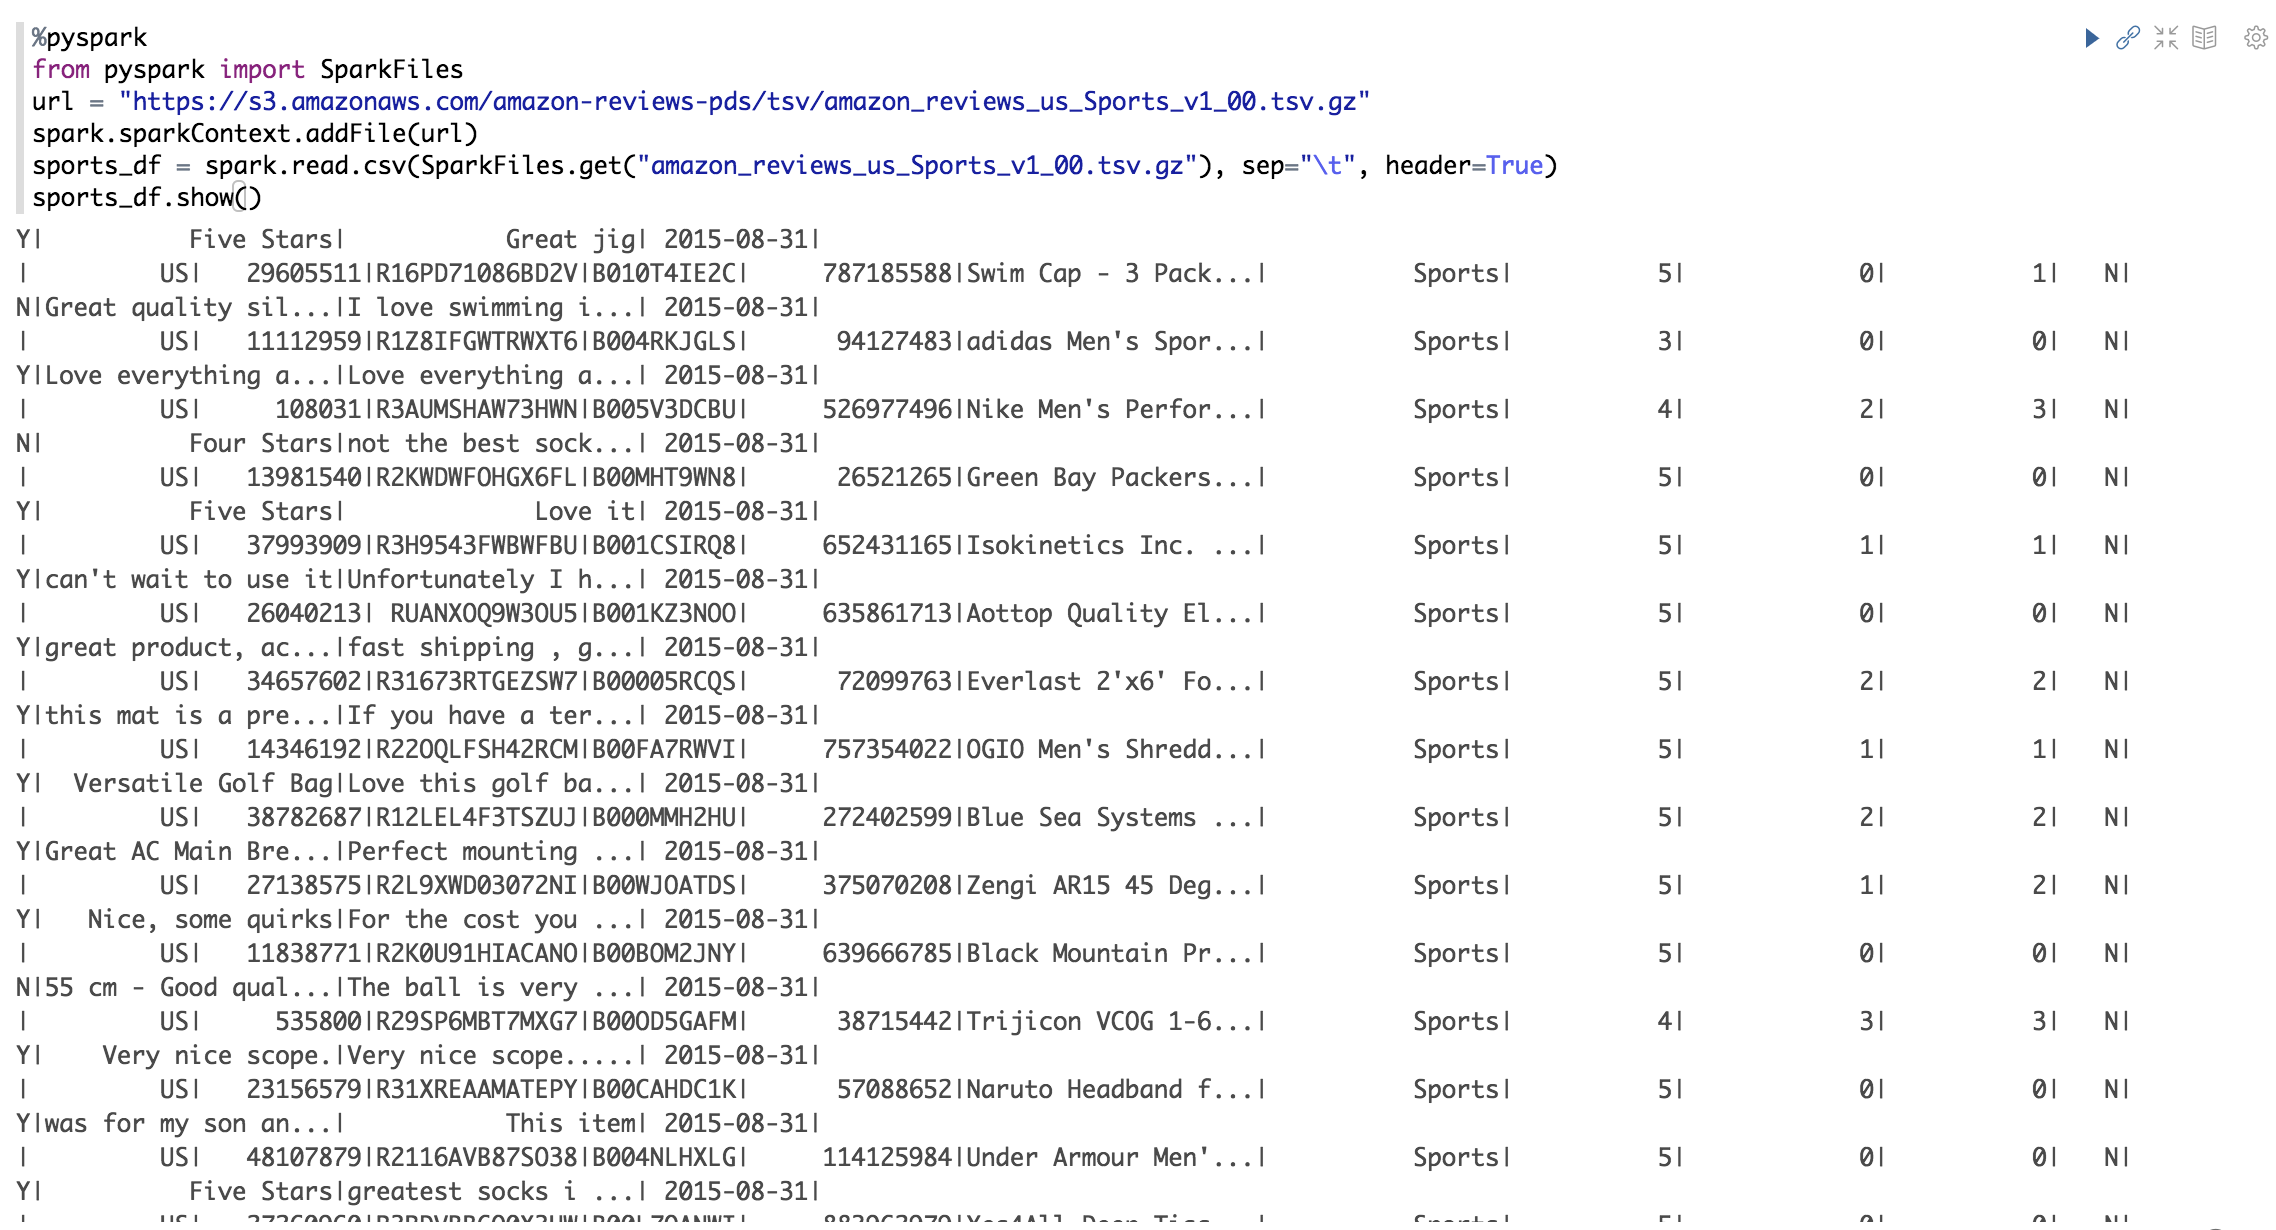 %pyspark
from pyspark import SparkFiles
url = "https://s3.amazonaws.com/amazon-reviews-pds/tsv/amazon_reviews_us_Sports_v1_00.tsv.gz"
spark.sparkContext.addFile(url)
sports_df = spark.read.csv(SparkFiles.get("amazon_reviews_us_Sports_v1_00.tsv.gz"), sep="\t", header=True)
sports_df.show()
Y| Five Stars| Great jig| 2015-08-31|
| US| 29605511|R16PD71086BD2V|B010T4IE2C| 787185588|Swim Cap - 3 Pack...| Sports| 5| 0| 1| N|
N|Great quality sil...|I love swimming i...| 2015-08-31|
| US| 11112959|R1Z8IFGWTRWXT6|B004RKJGLS| 94127483|adidas Men's Spor...| Sports| 3| 0| 0| N|
Y|Love everything a...|Love everything a...| 2015-08-31|
| US| 108031|R3AUMSHAW73HWN|B005V3DCBU| 526977496|Nike Men's Perfor...| Sports| 4| 2| 3| N|
N| Four Stars|not the best sock...| 2015-08-31|
| US| 13981540|R2KWDWFOHGX6FL|B00MHT9WN8| 26521265|Green Bay Packers...| Sports| 5| 0| 0| N|
Y| Five Stars| Love it| 2015-08-31|
| US| 37993909|R3H9543FWBWFBU|B001CSIRQ8| 652431165|Isokinetics Inc. ...| Sports| 5| 1| 1| N|
Y|can't wait to use it|Unfortunately I h...| 2015-08-31|
| US| 26040213| RUANXOQ9W3OU5|B001KZ3NOO| 635861713|Aottop Quality El...| Sports| 5| 0| 0| N|
Y|great product, ac...|fast shipping , g...| 2015-08-31|
| US| 34657602|R31673RTGEZSW7|B00005RCQS| 72099763|Everlast 2'x6' Fo...| Sports| 5| 2| 2| N|
Y|this mat is a pre...|If you have a ter...| 2015-08-31|
| US| 14346192|R22OQLFSH42RCM|B00FA7RWVI| 757354022|OGIO Men's Shredd...| Sports| 5| 1| 1| N|
Y| Versatile Golf Bag|Love this golf ba...| 2015-08-31|
| US| 38782687|R12LEL4F3TSZUJ|B000MMH2HU| 272402599|Blue Sea Systems ...| Sports| 5| 2| 2| N|
Y|Great AC Main Bre...|Perfect mounting ...| 2015-08-31|
| US| 27138575|R2L9XWD03072NI|B00WJOATDS| 375070208|Zengi AR15 45 Deg...| Sports| 5| 1| 2| N|
Y| Nice, some quirks|For the cost you ...| 2015-08-31|
| US| 11838771|R2K0U91HIACANO|B00BOM2JNY| 639666785|Black Mountain Pr...| Sports| 5| 0| 0| N|
N|55 cm - Good qual...|The ball is very ...| 2015-08-31|
| US| 535800|R29SP6MBT7MXG7|B00OD5GAFM| 38715442|Trijicon VCOG 1-6...| Sports| 4| 3| 3| N|
Y| Very nice scope.|Very nice scope.....| 2015-08-31|
| US| 23156579|R31XREAAMATEPY|B00CAHDC1K| 57088652|Naruto Headband f...| Sports| 5| 0| 0| N|
Y|was for my son an...| This item| 2015-08-31|
| US| 48107879|R2116AVB87SO38|B004NLHXLG| 114125984|Under Armour Men'...| Sports| 5| 0| 0| N|
Y| Five Stars|greatest socks i ...| 2015-08-31|